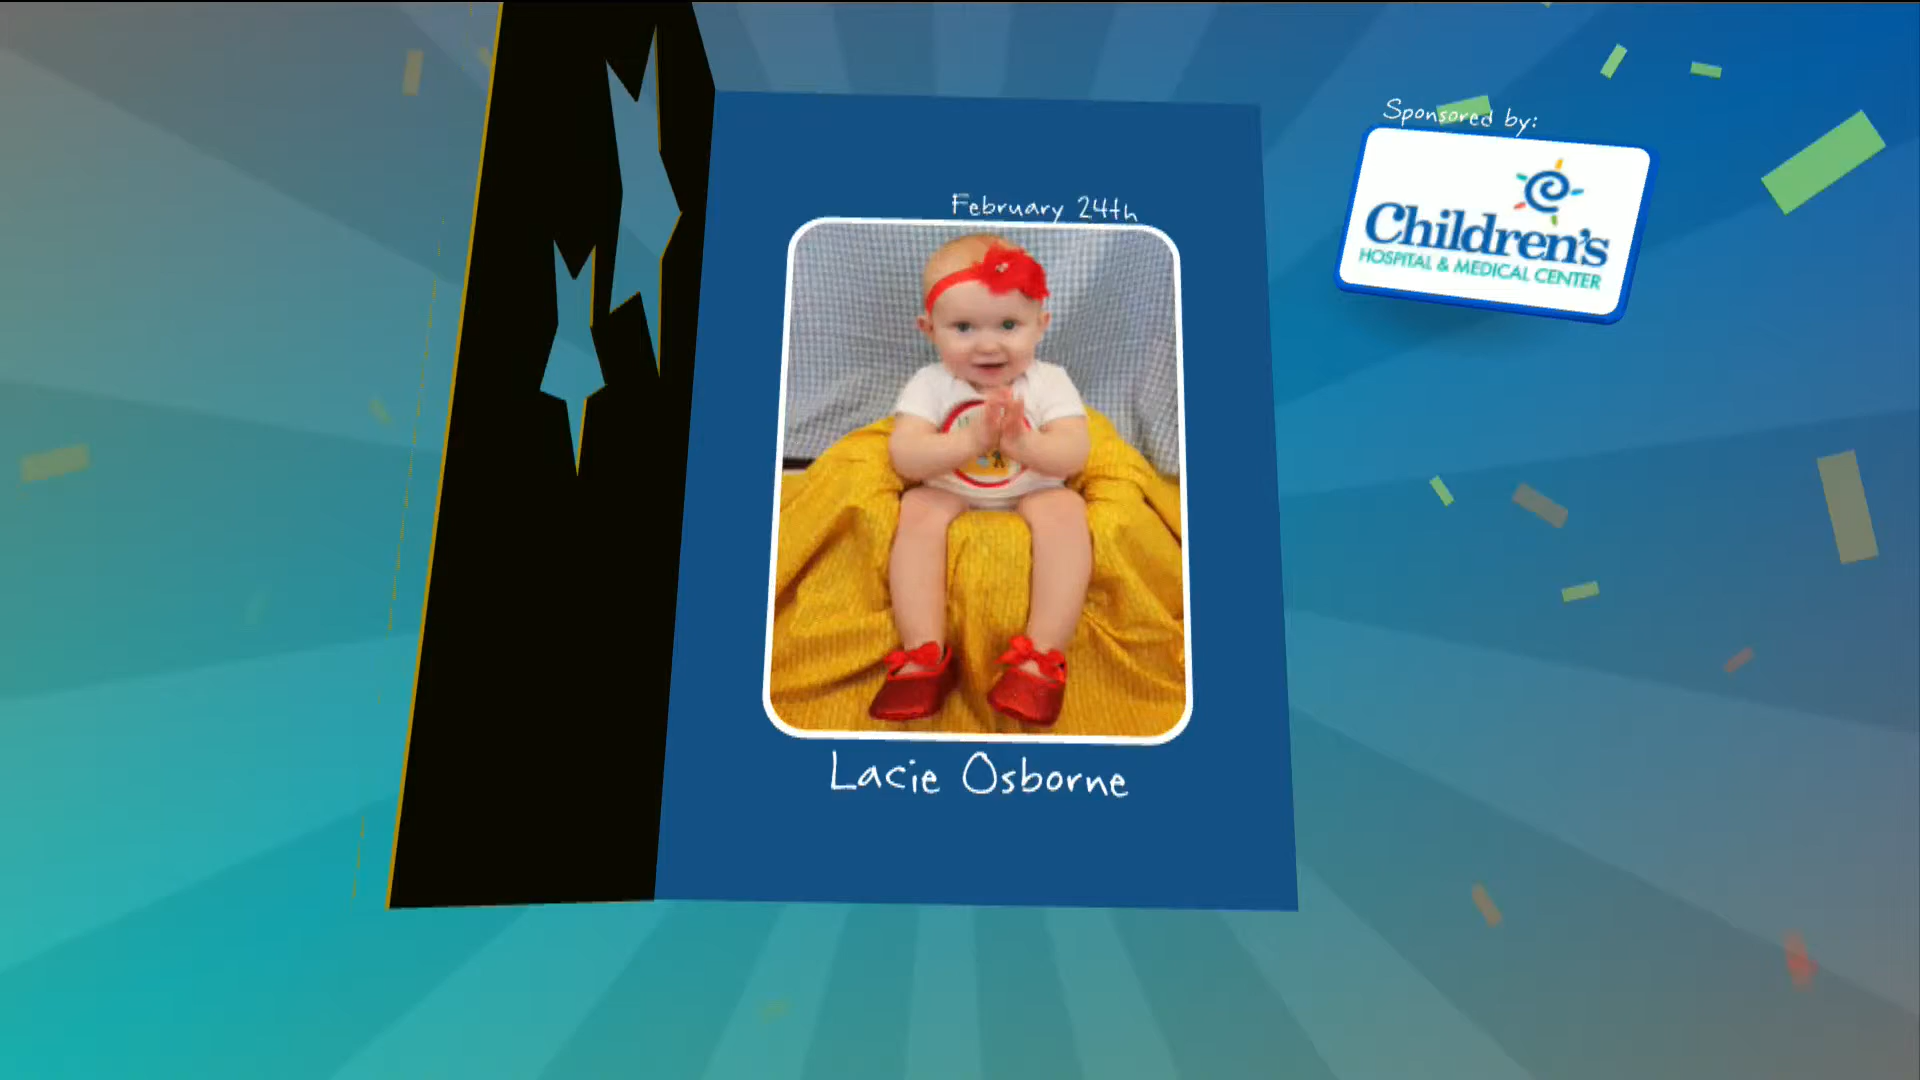 February 24th
Lacie Osborne
Sponsored by:
Children's
HOSPITAL & MEDICAL CENTER